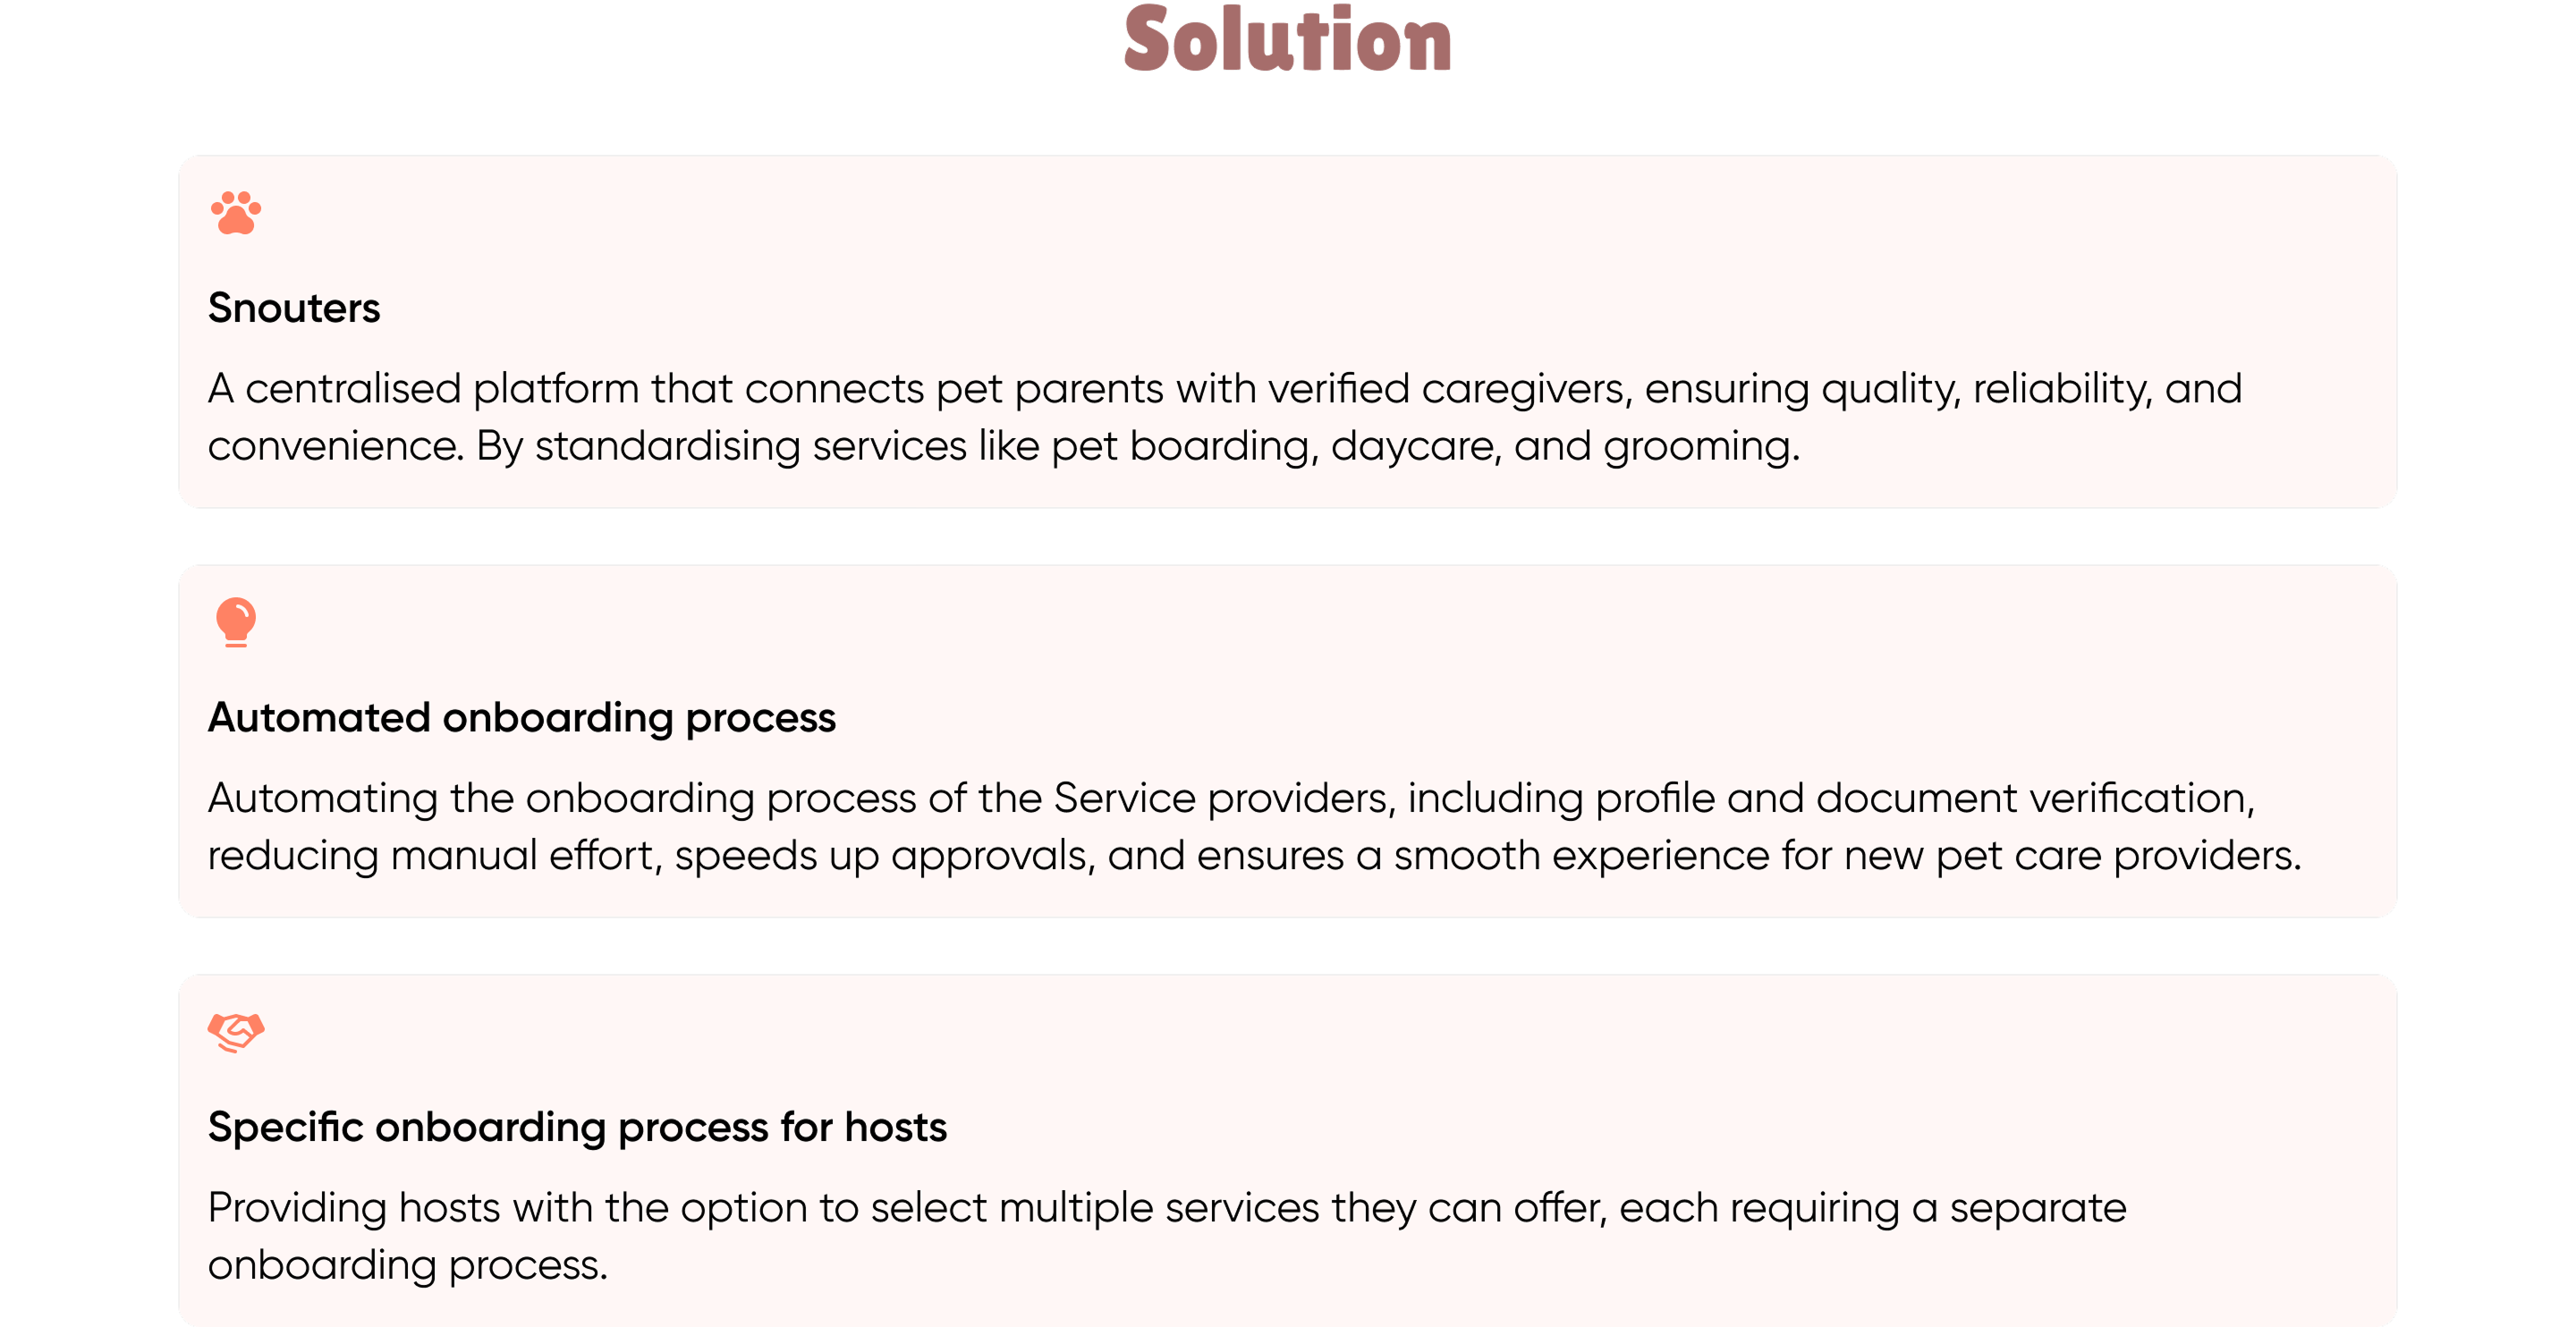 Solution
Snouters
A centralised platform that connects pet parents with verified caregivers, ensuring quality, reliability, and
convenience. By standardising services like pet boarding, daycare, and grooming.
Automated onboarding process
Automating the onboarding process of the Service providers, including profile and document verification,
reducing manual effort, speeds up approvals, and ensures a smooth experience for new pet care providers.
Specific onboarding process for hosts
Providing hosts with the option to select multiple services they can offer, each requiring a separate
onboarding process.